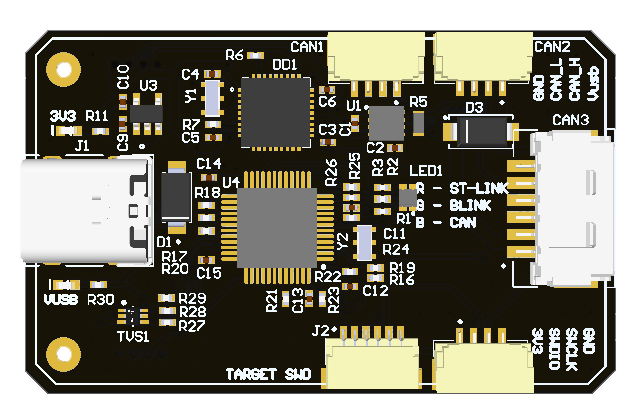 CAN1
CAN2
R6
DD1
C4
C10
U3
Y1
C6
U1
R5
D3
GND
CAN_L
CAN_H
Vusb
3V3
R11
R7
C5
C1
C3
C2
R2
CAN3
J1
C9
C14
R26
R25
R3
LED1
U4
R18
R - ST-LINK
G - BLINK
B - CAN
R1
D1
R17
R20
C15
Y2
C11
R24
R19
R16
R22
C12
VUSB
R30
R29
R28
R27
TVS1
R21
C13
R23
J2
3V3
SWDIO
SWCLK
GND
TARGET SWD